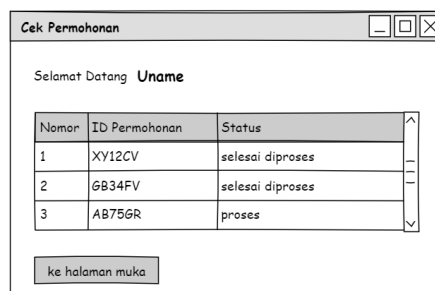 Cek Permohonan
Selamat Datang Uname
Nomor ID Permohonan Status
1 XY12CV selesai diproses
2 GB34FV selesai diproses
3 AB75GR proses
ke halaman muka